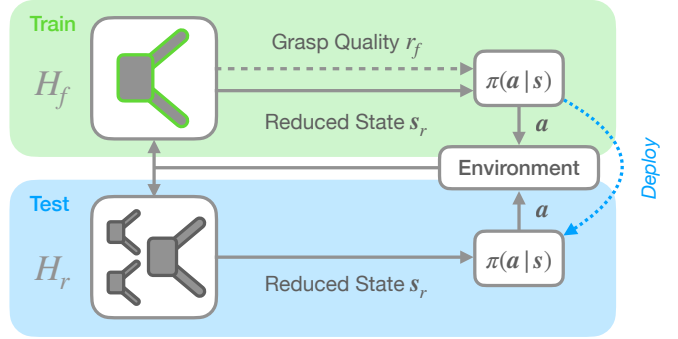 Train
Grasp Quality r_f
H_f
π(a|s)
Reduced State s_r
a
Environment
Deploy
Test
a
H_r
π(a|s)
Reduced State s_r